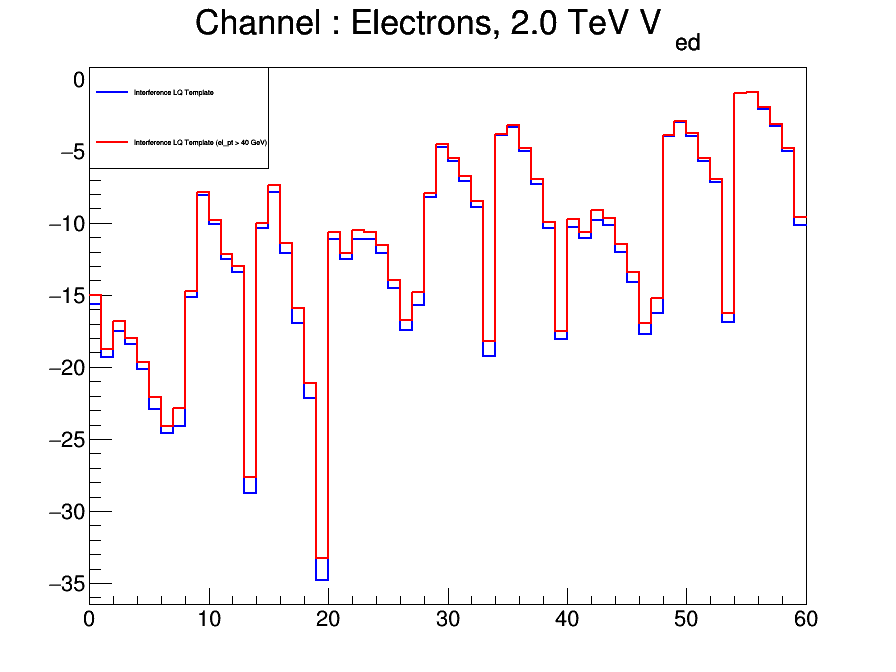 Channel : Electrons, 2.0 TeV V ed
Interference LQ Template
Interference LQ Template (el_pt > 40 GeV)
0
−5
−10
−15
−20
−25
−30
−35
0 10 20 30 40 50 60